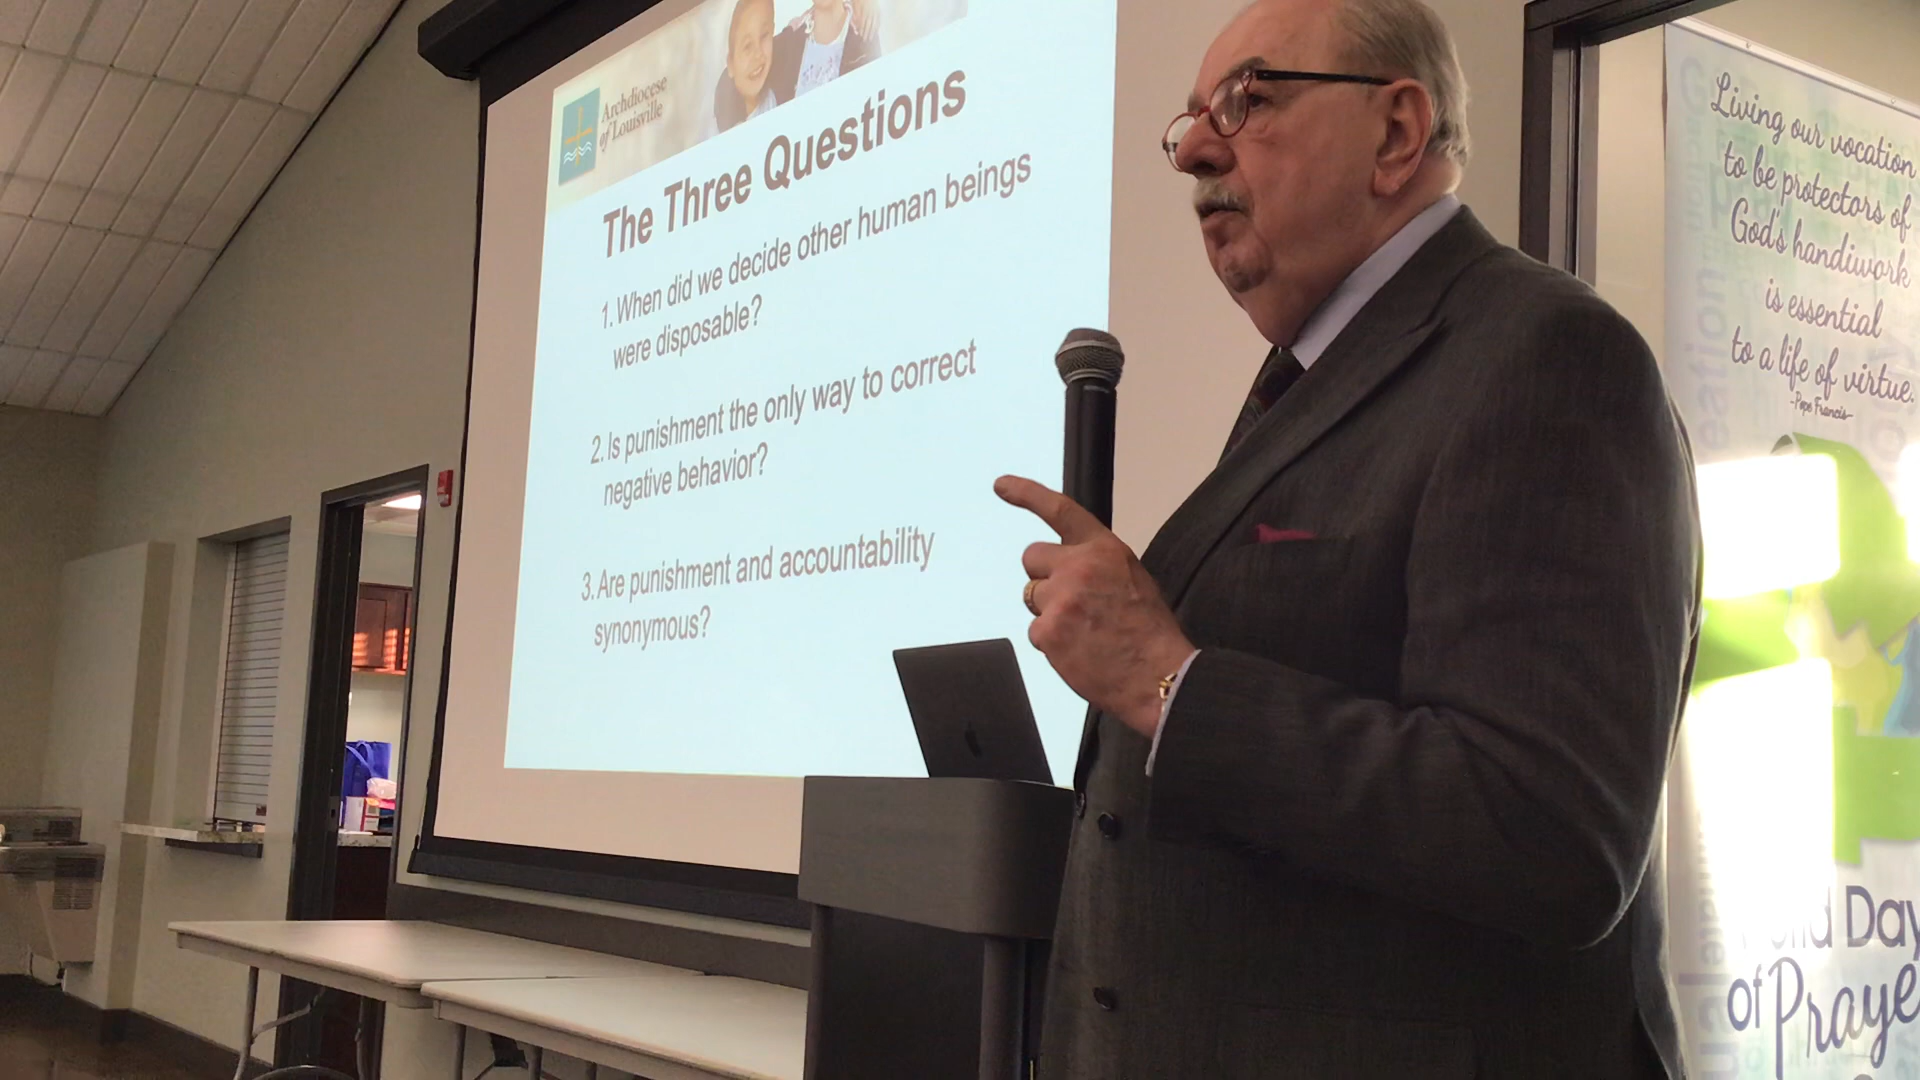 Archdiocese
of Louisville
The Three Questions
1. When did we decide other human beings
were disposable?
2. Is punishment the only way to correct
negative behavior?
3. Are punishment and accountability
synonymous?
Living our vocation
to be protectors of
God's handiwork
is essential
to a life of virtue.
-Pope Francis-
Day
of Praye